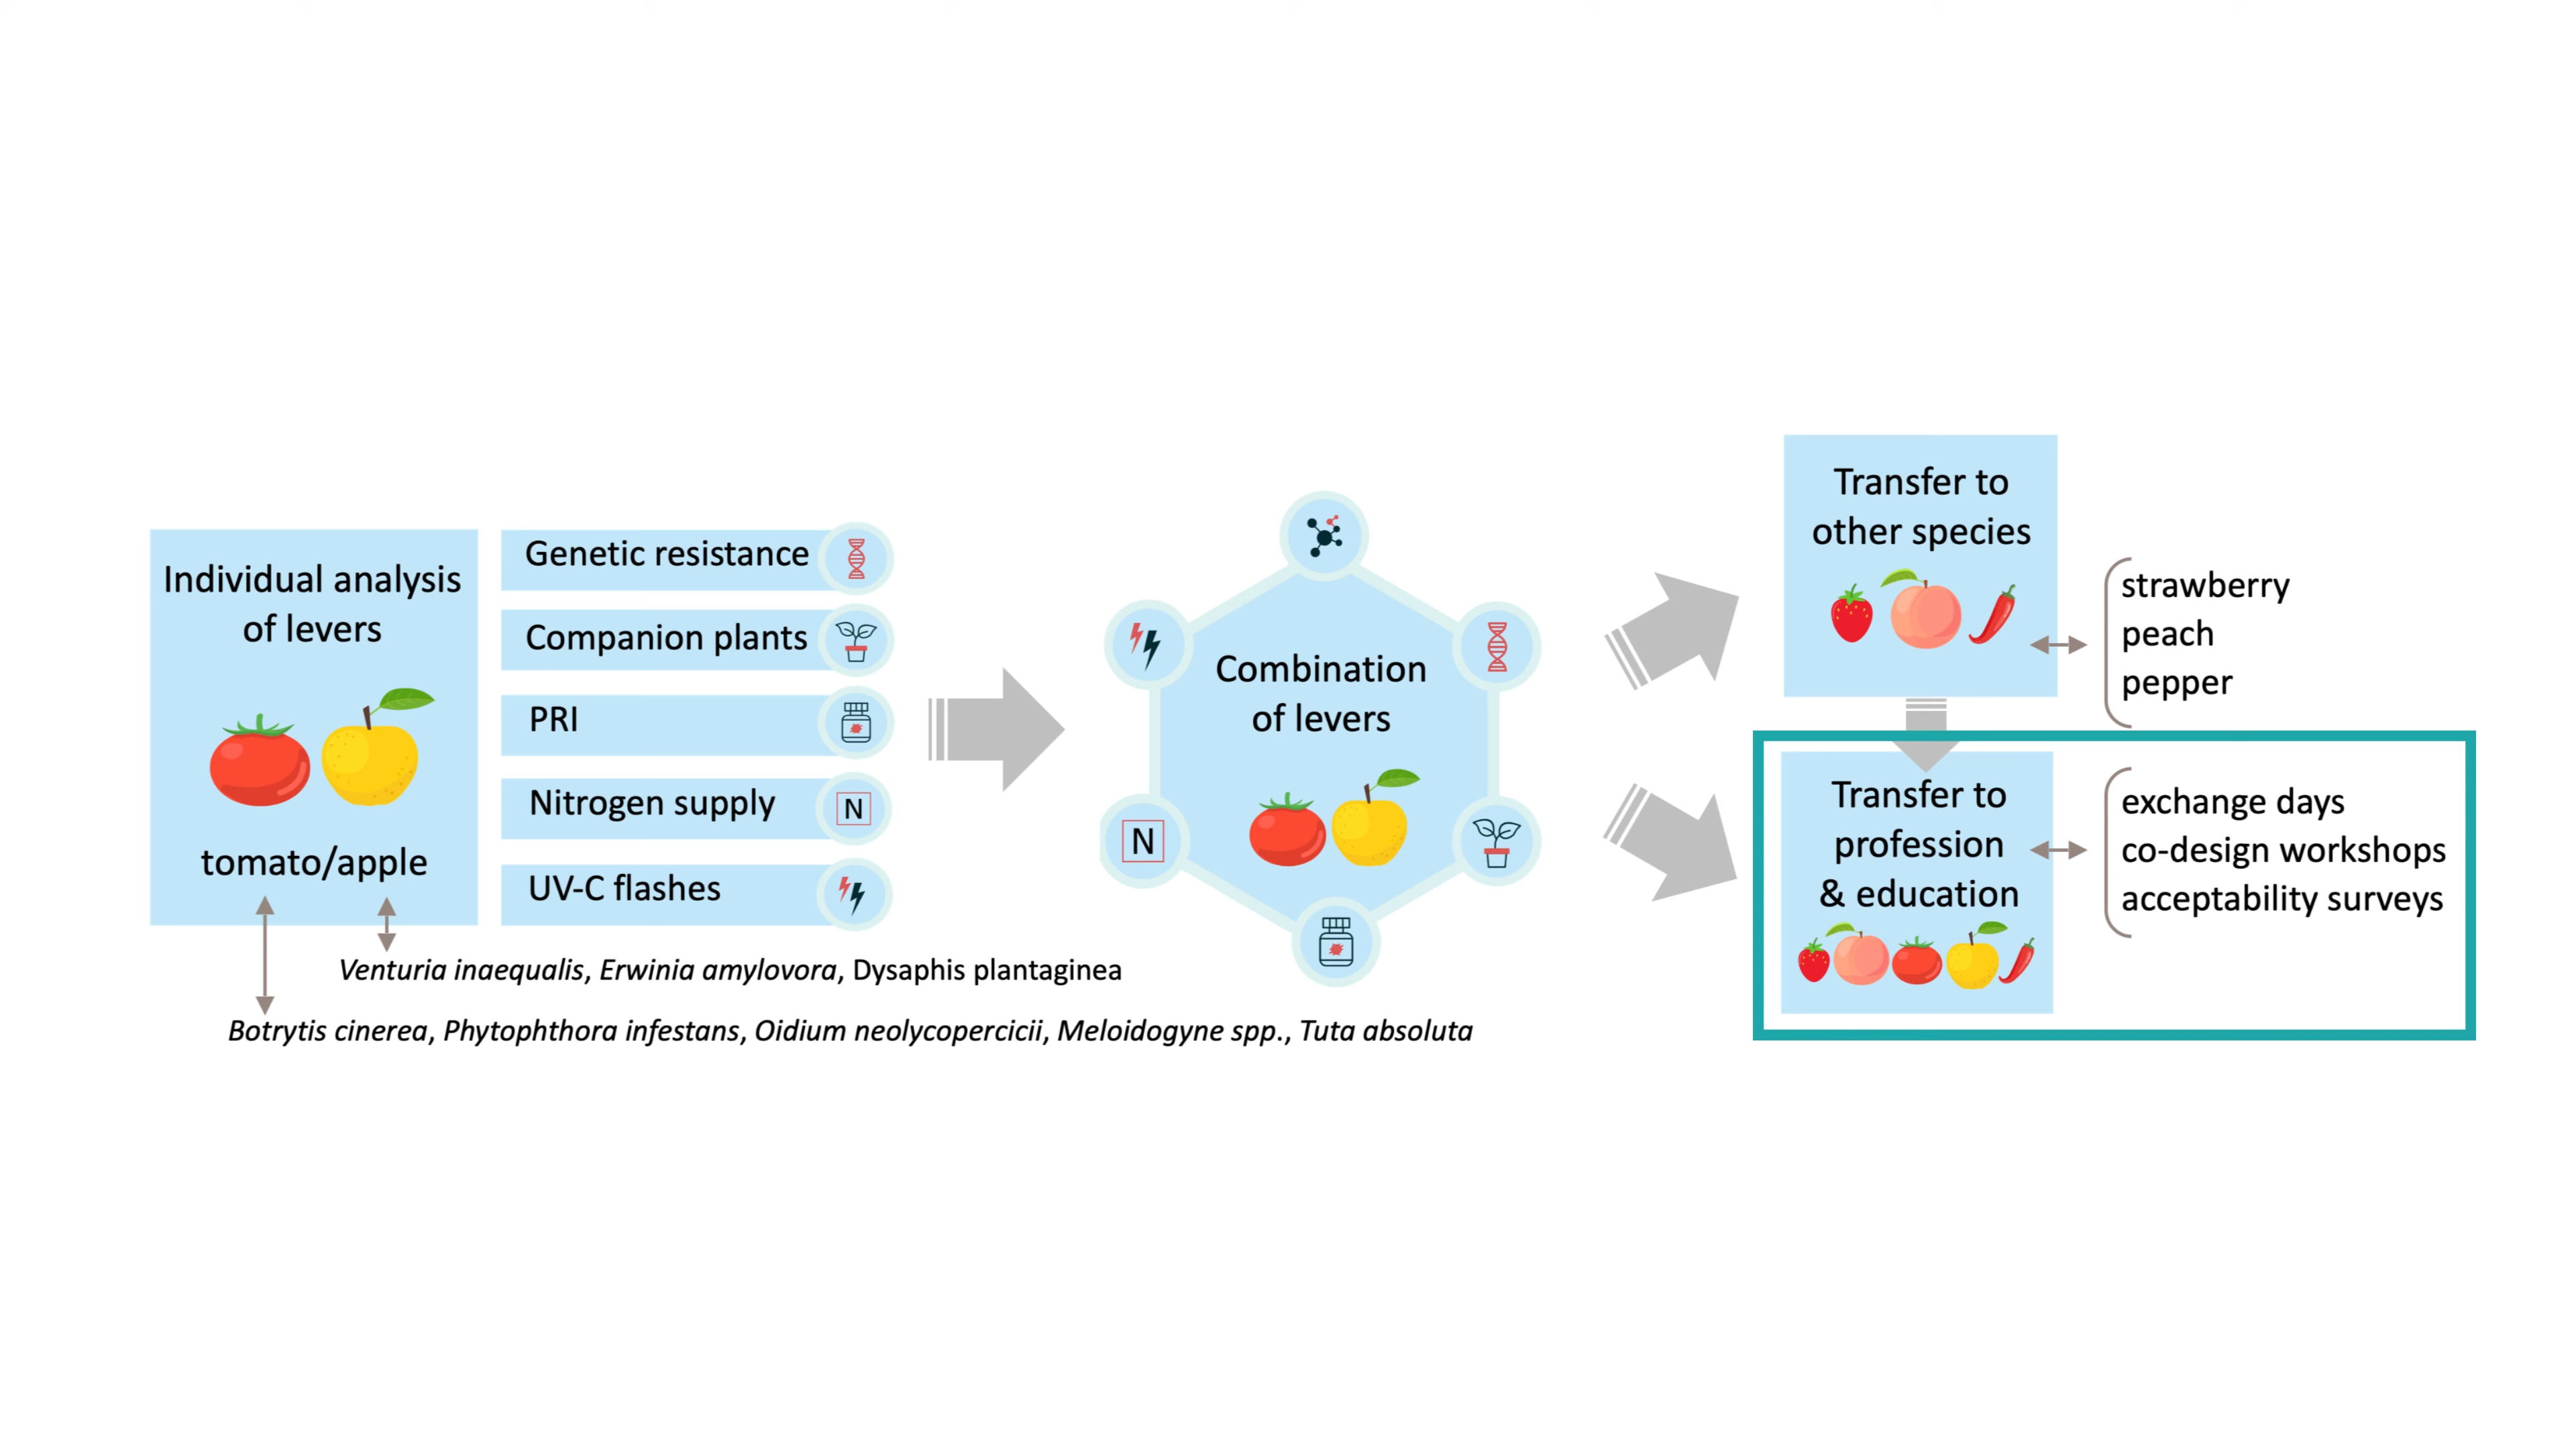 Individual analysis
of levers
tomato/apple
Genetic resistance
Companion plants
PRI
Nitrogen supply
N
UV-C flashes
Venturia inaequalis, Erwinia amylovora, Dysaphis plantaginea
Botrytis cinerea, Phytophthora infestans, Oidium neolycopercicii, Meloidogyne spp., Tuta absoluta
Combination
of levers
N
Transfer to
other species
strawberry
peach
pepper
Transfer to
profession
& education
exchange days
co-design workshops
acceptability surveys